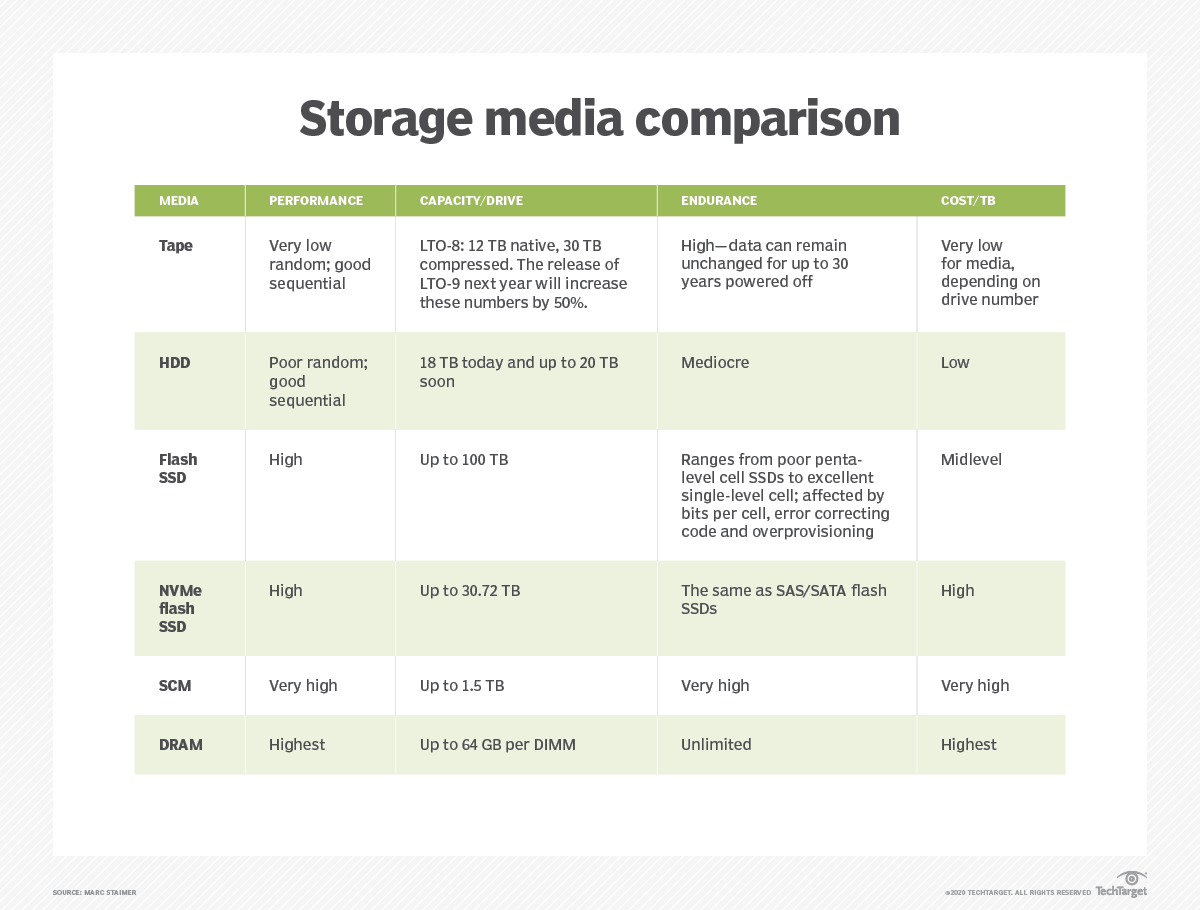 Storage media comparison
MEDIA PERFORMANCE CAPACITY/DRIVE ENDURANCE COST/TB
Tape
Very low
random; good
sequential
LTO-8: 12 TB native, 30 TB
compressed. The release of
LTO-9 next year will increase
these numbers by 50%.
High—data can remain
unchanged for up to 30
years powered off
Very low
for media,
depending on
drive number
HDD
Poor random;
good
sequential
18 TB today and up to 20 TB
soon
Mediocre
Low
Flash
SSD
High
Up to 100 TB
Ranges from poor penta-
level cell SSDs to excellent
single-level cell; affected by
bits per cell, error correcting
code and overprovisioning
Midlevel
NVMe
flash
SSD
High
Up to 30.72 TB
The same as SAS/SATA flash
SSDs
High
SCM
Very high
Up to 1.5 TB
Very high
Very high
DRAM
Highest
Up to 64 GB per DIMM
Unlimited
Highest
SOURCE: MARC STAIMER
©2020 TECHTARGET. ALL RIGHTS RESERVED TechTarget